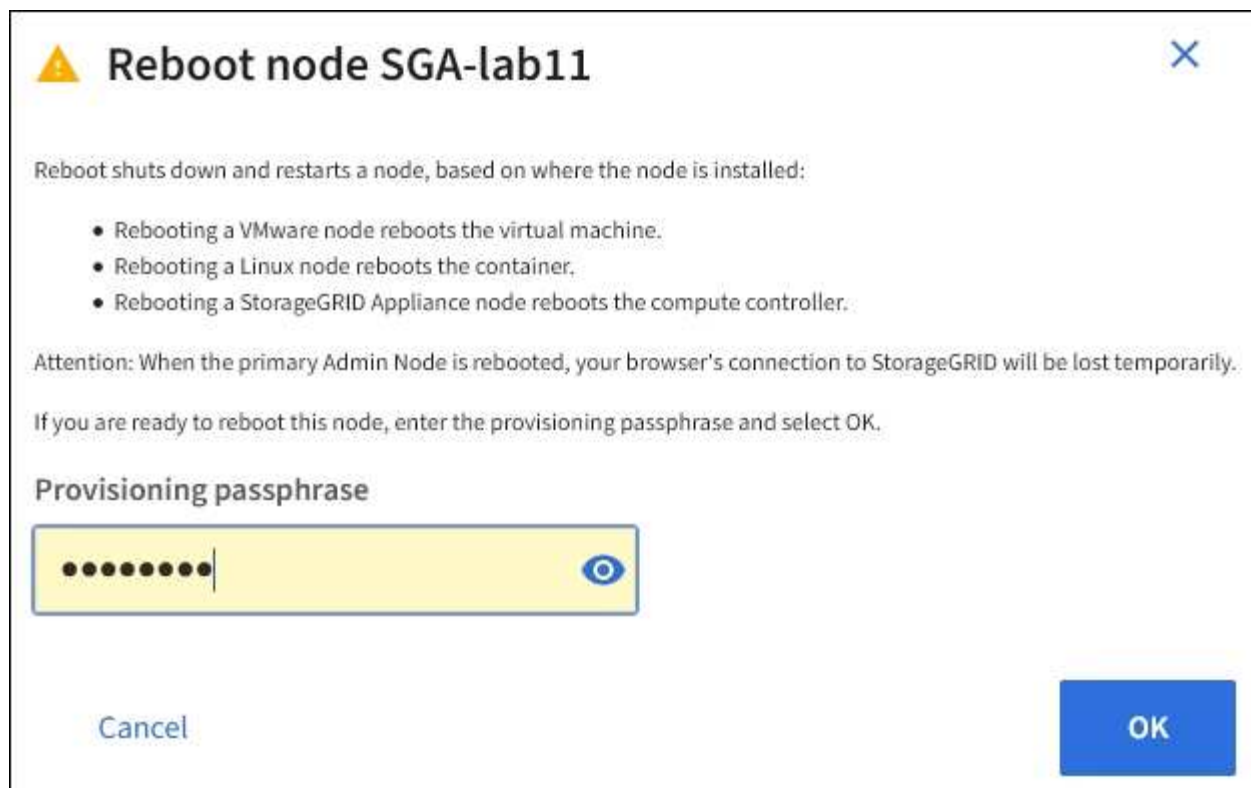 Reboot node SGA-lab11
Reboot shuts down and restarts a node, based on where the node is installed:
• Rebooting a VMware node reboots the virtual machine.
• Rebooting a Linux node reboots the container.
• Rebooting a StorageGRID Appliance node reboots the compute controller.
Attention: When the primary Admin Node is rebooted, your browser's connection to StorageGRID will be lost temporarily.
If you are ready to reboot this node, enter the provisioning passphrase and select OK.
Provisioning passphrase
••••••••
Cancel
OK